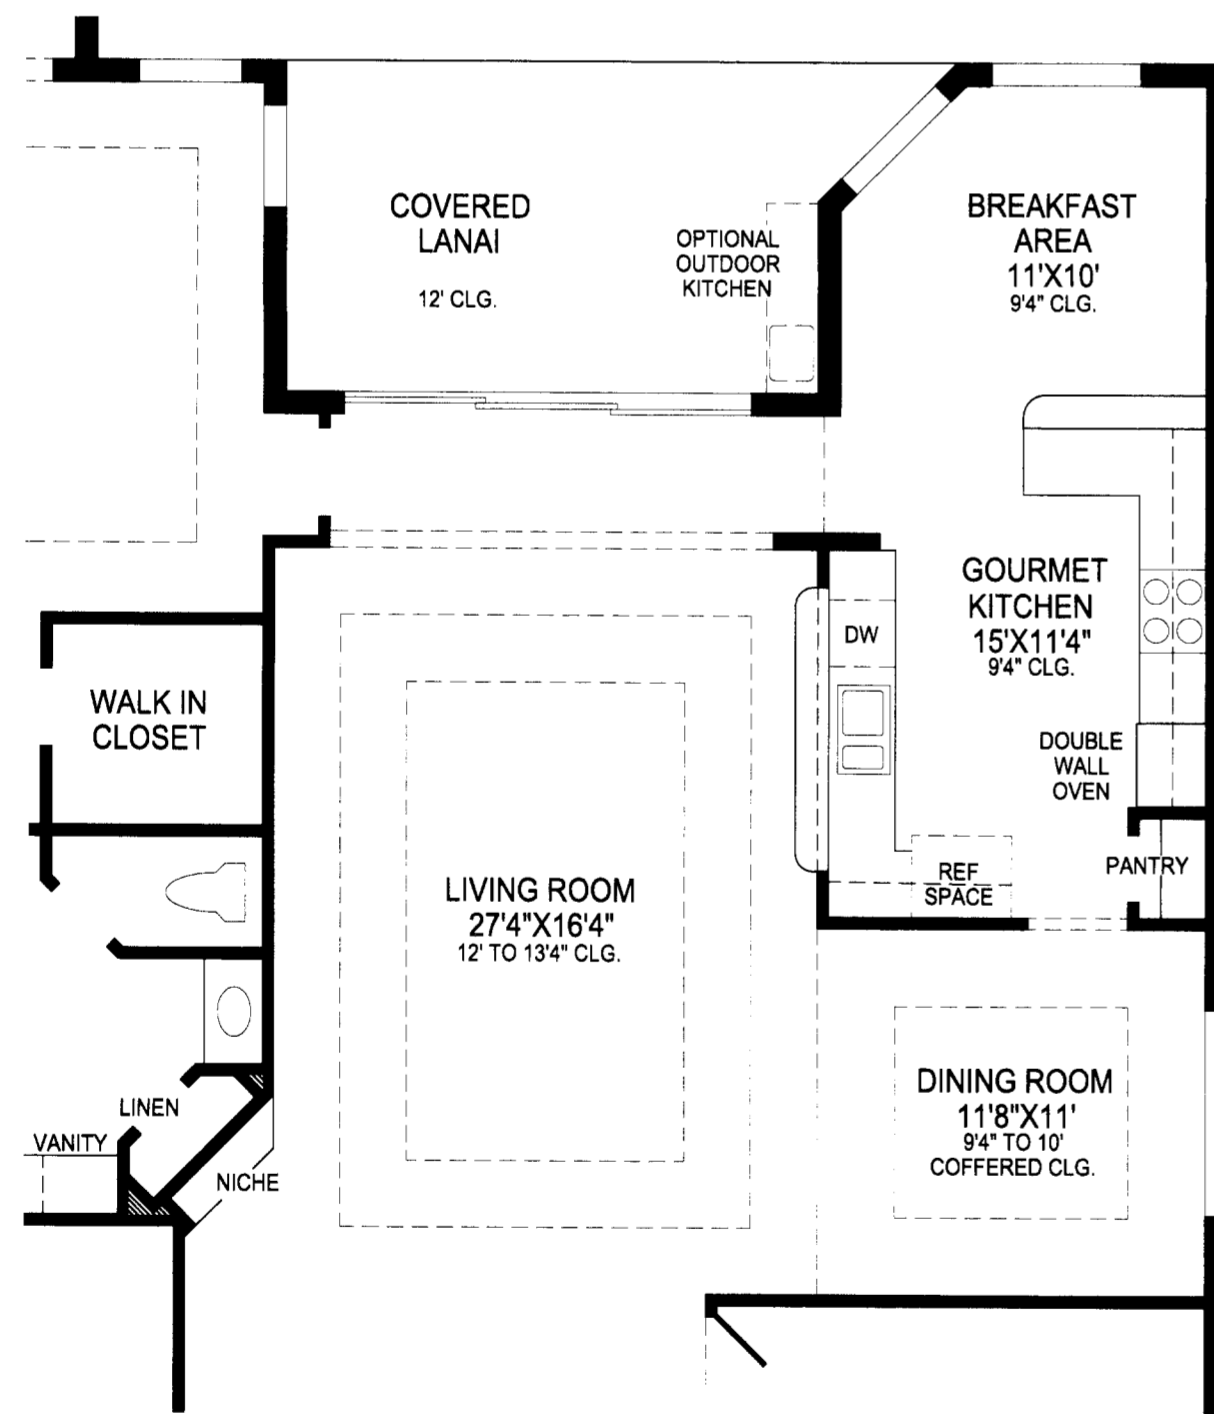 COVERED
LANAI
12' CLG.
OPTIONAL
OUTDOOR
KITCHEN
BREAKFAST
AREA
11'X10'
9'4" CLG.
GOURMET
KITCHEN
15'X11'4"
9'4" CLG.
DW
WALK IN
CLOSET
DOUBLE
WALL
OVEN
PANTRY
REF
SPACE
LIVING ROOM
27'4"X16'4"
12' TO 13'4" CLG.
DINING ROOM
11'8"X11'
9'4" TO 10'
COFFERED CLG.
LINEN
VANITY
NICHE